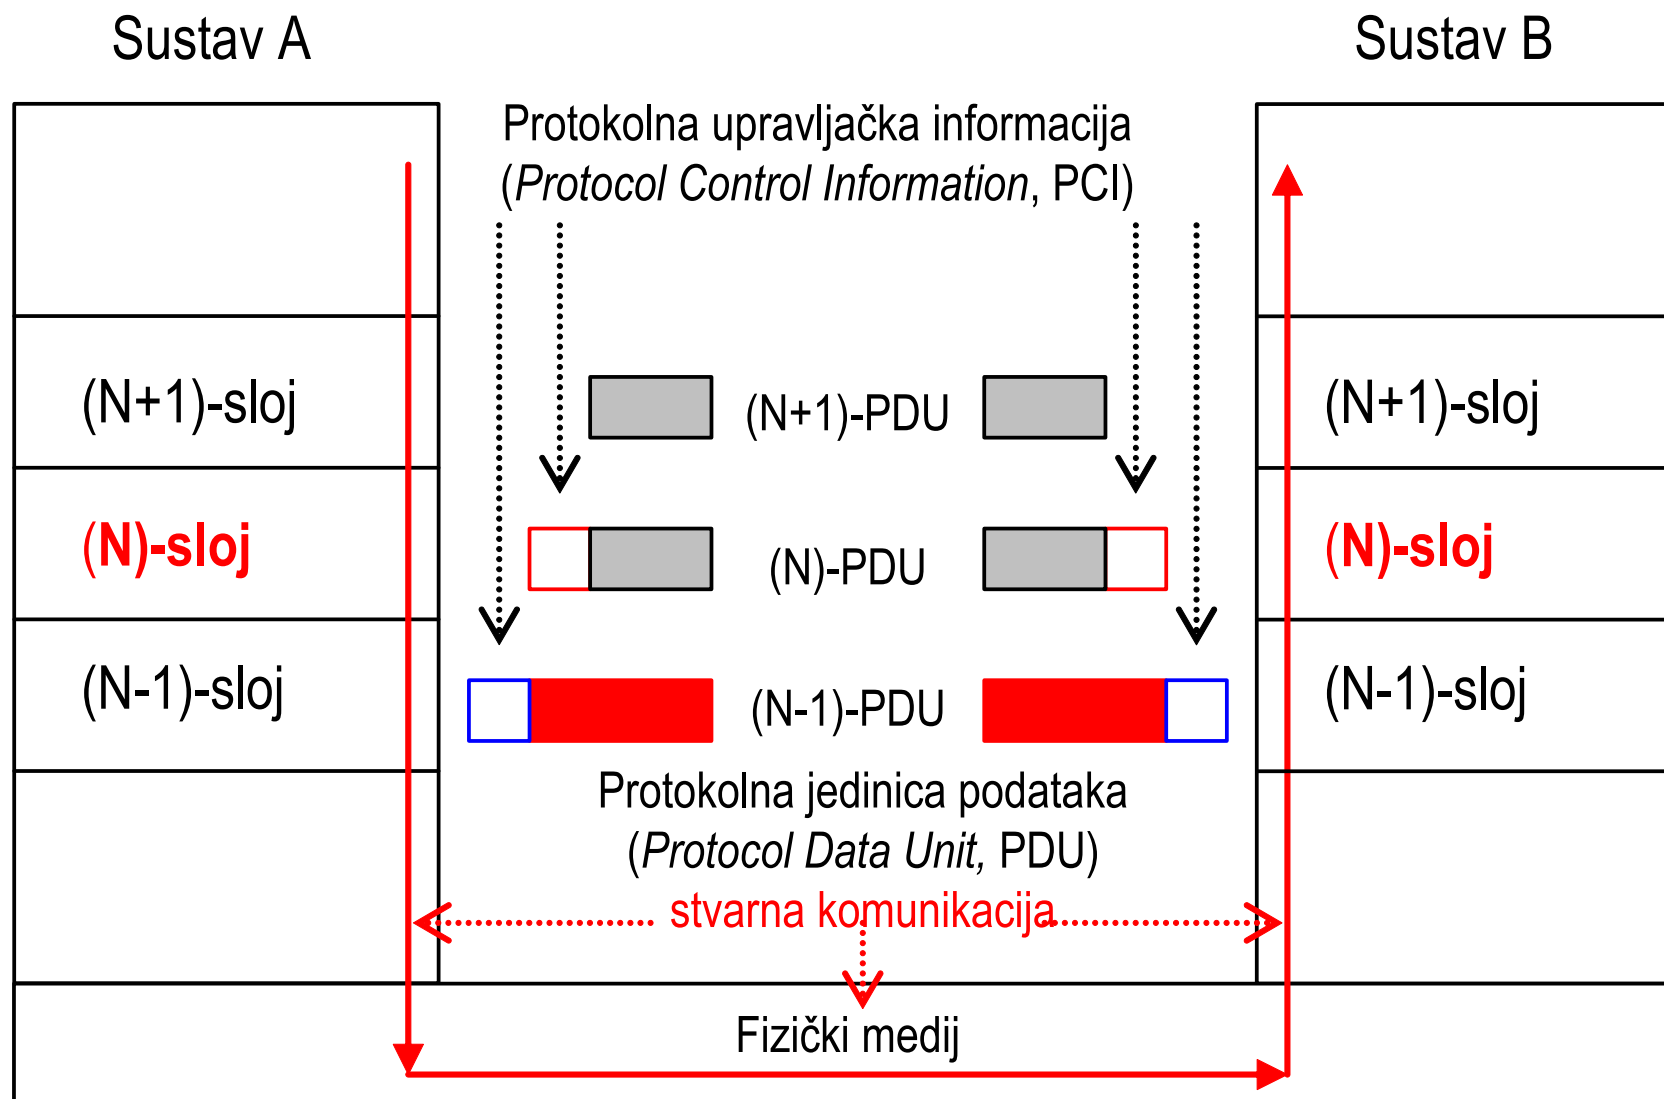 Sustav A
Sustav B
Protokolna upravljačka informacija
(Protocol Control Information, PCI)
(N+1)-sloj
(N+1)-PDU
(N+1)-sloj
(N)-sloj
(N)-PDU
(N)-sloj
(N-1)-sloj
(N-1)-PDU
(N-1)-sloj
Protokolna jedinica podataka
(Protocol Data Unit, PDU)
stvarna komunikacija
Fizički medij